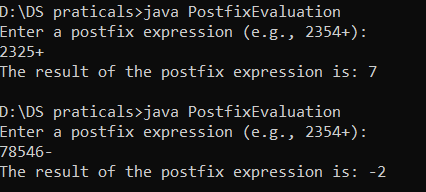 D:\DS praticals>java PostfixEvaluation
Enter a postfix expression (e.g., 2354+):
2325+
The result of the postfix expression is: 7
D:\DS praticals>java PostfixEvaluation
Enter a postfix expression (e.g., 2354+):
78546-
The result of the postfix expression is: -2